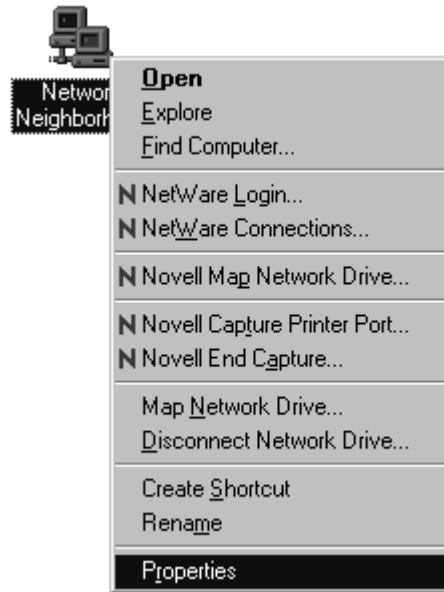 Networ
Neighborh
Open
Explore
Find Computer...
N NetWare Login...
N NetWare Connections...
N Novell Map Network Drive...
N Novell Capture Printer Port...
N Novell End Capture...
Map Network Drive...
Disconnect Network Drive...
Create Shortcut
Rename
Properties